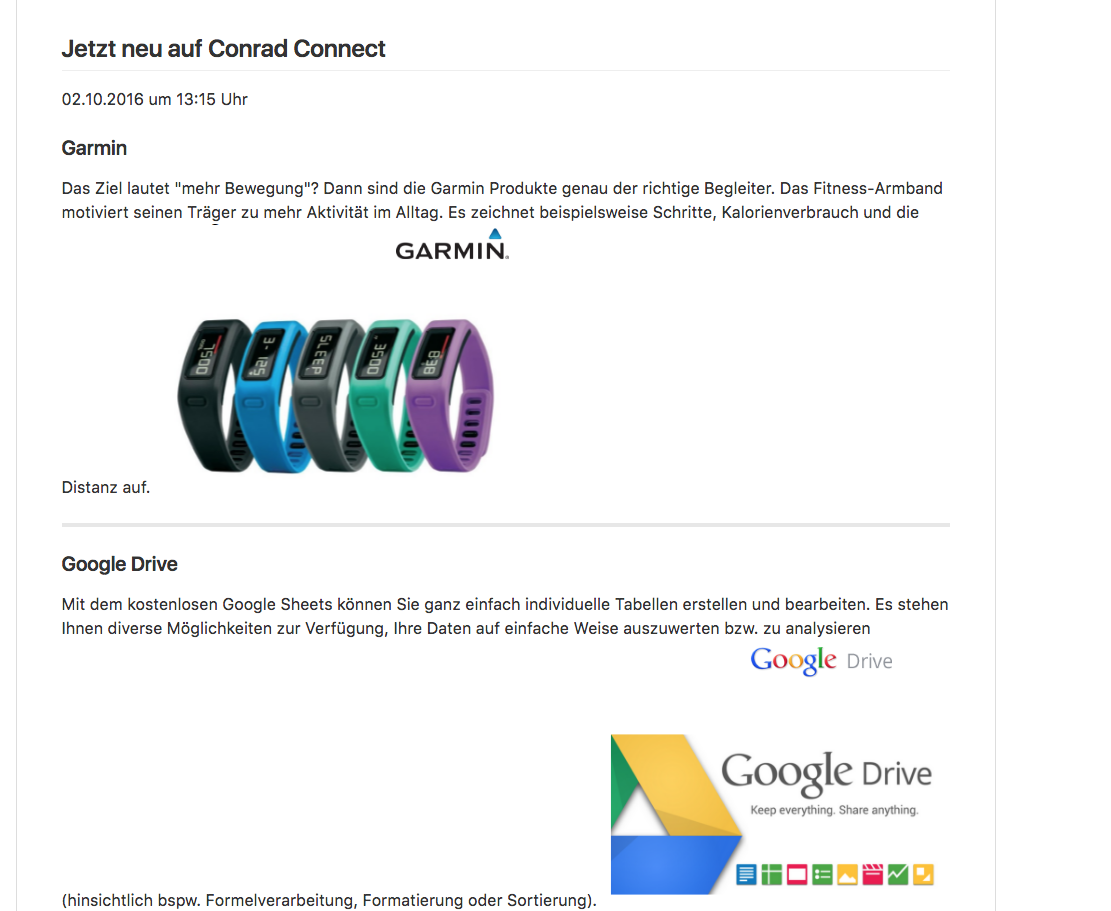 Jetzt neu auf Conrad Connect
02.10.2016 um 13:15 Uhr
Garmin
Das Ziel lautet "mehr Bewegung"? Dann sind die Garmin Produkte genau der richtige Begleiter. Das Fitness-Armband
motiviert seinen Träger zu mehr Aktivität im Alltag. Es zeichnet beispielsweise Schritte, Kalorienverbrauch und die
GARMIN
7500
3-125
SLEEP
3500
838
Distanz auf.
Google Drive
Mit dem kostenlosen Google Sheets können Sie ganz einfach individuelle Tabellen erstellen und bearbeiten. Es stehen
Ihnen diverse Möglichkeiten zur Verfügung, Ihre Daten auf einfache Weise auszuwerten bzw. zu analysieren
Google Drive
Google Drive
Keep everything. Share anything.
(hinsichtlich bspw. Formelverarbeitung, Formatierung oder Sortierung).